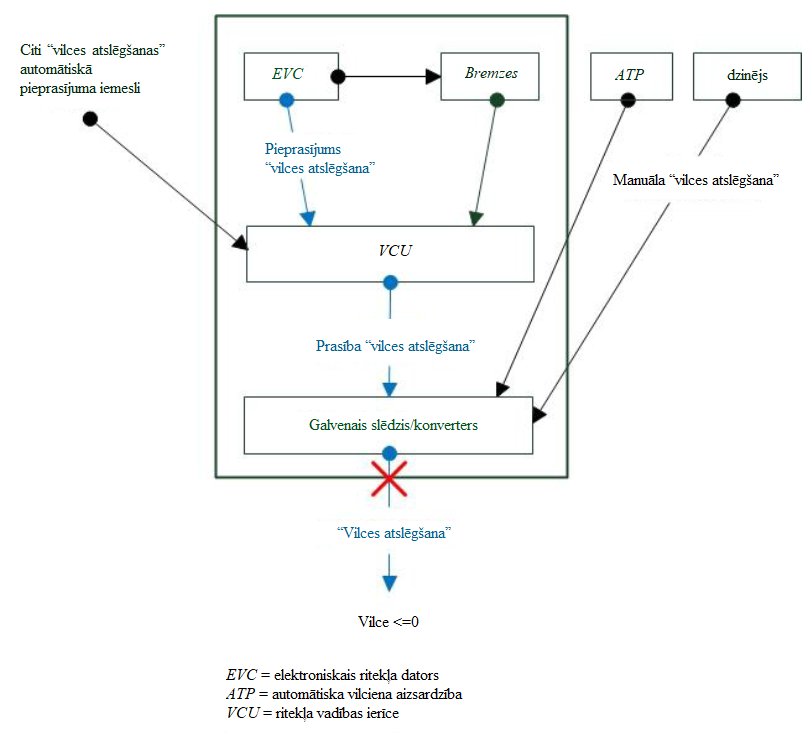 Citi “vilces atslēgšanas”
automātiskā
pieprasījuma iemesli
EVC
Bremzes
ATP
dzinējs
Pieprasījums
“vilces atslēgšana”
Manuāla “vilces atslēgšana”
VCU
Prasība “vilces atslēgšana”
Galvenais slēdzis/konverters
“Vilces atslēgšana”
Vilce <=0
EVC = elektroniskais ritekļa dators
ATP = automātiska vilciena aizsardzība
VCU = ritekļa vadības ierīce